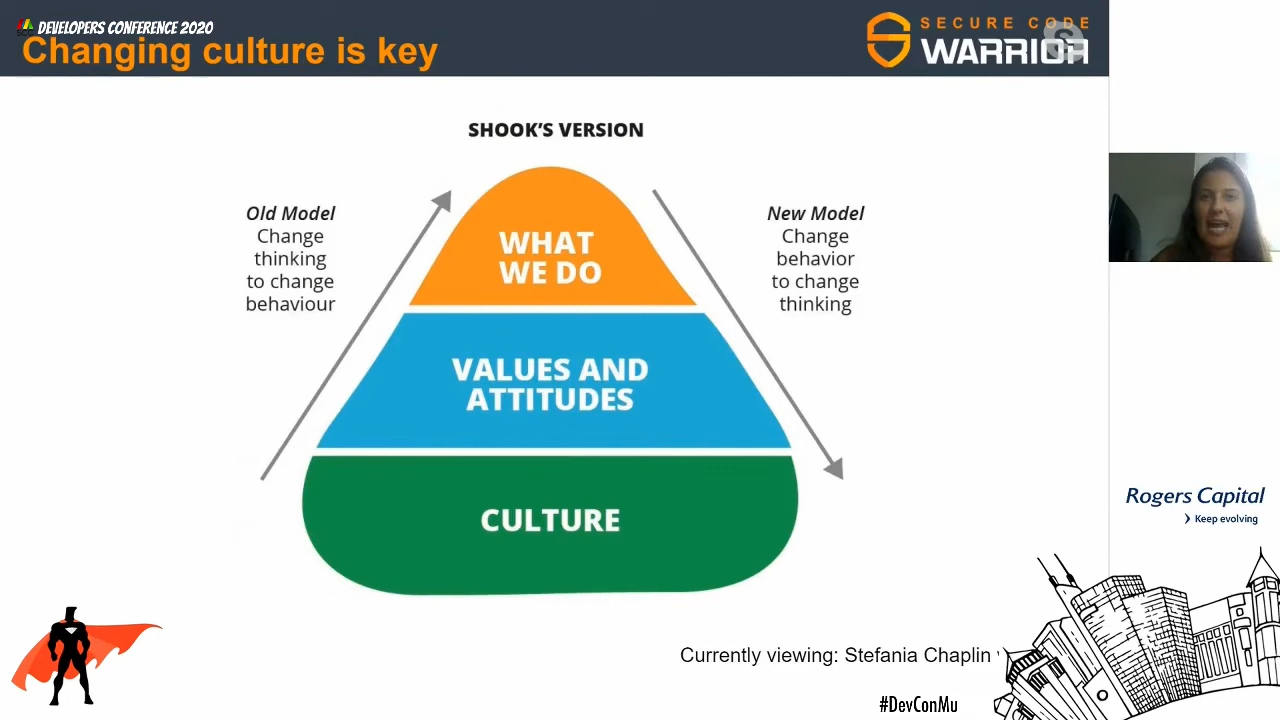 DEVELOPERS CONFERENCE 2020
Changing culture is key
SECURE CODE
WARRIOR
SHOOK'S VERSION
Old Model
Change
thinking
to change
behaviour
New Model
Change
behavior
to change
thinking
WHAT
WE DO
VALUES AND
ATTITUDES
CULTURE
Rogers Capital
Keep evolving
Currently viewing: Stefania Chaplin
#DevConMu